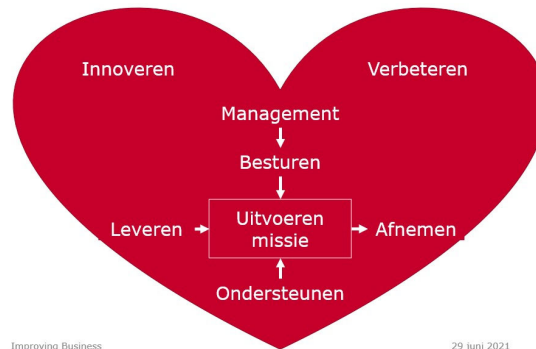 Innoveren
Verbeteren
Management
Besturen
Leveren
Uitvoeren
missie
Afnemen
Ondersteunen
Improving Business
29 juni 2021